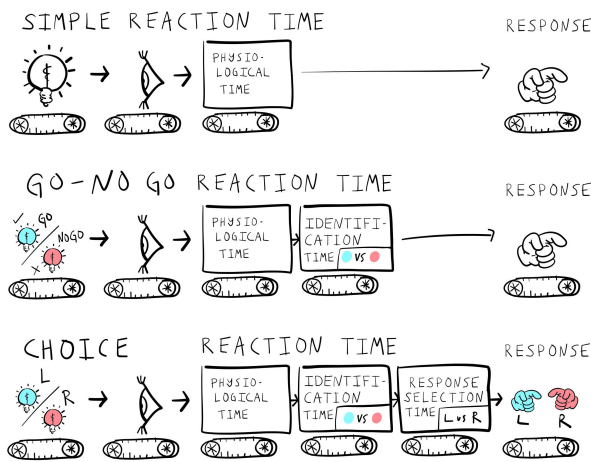 SIMPLE REACTION TIME
RESPONSE
PHYSIO-
LOGICAL
TIME
GO-NO GO REACTION TIME
RESPONSE
GO
NOGO
PHYSIO-
LOGICAL
TIME
IDENTIFI-
CATION
TIME
VS
CHOICE REACTION TIME
RESPONSE
L
R
PHYSIO-
LOGICAL
TIME
IDENTIFI-
CATION
TIME
VS
RESPONSE
SELECTION
TIME
L vs R
L R